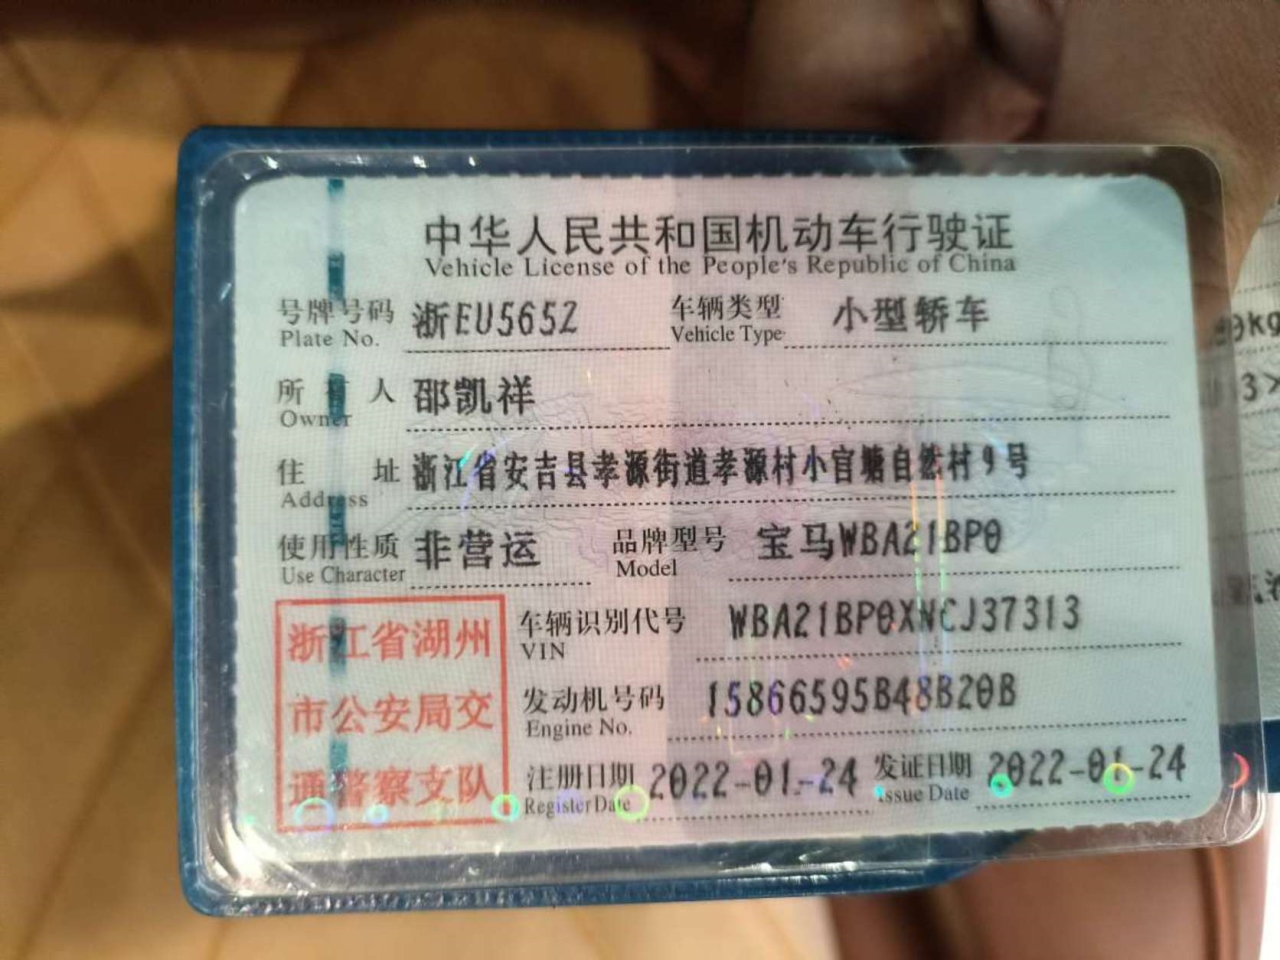 中华人民共和国机动车行驶证
Vehicle License of the People's Republic of China
号牌号码 浙EU565Z 车辆类型 小型轿车
Plate No. Vehicle Type
所有人 邵凯祥
Owner
住址 浙江省安吉县孝源街道孝源村小官塘自然村9号
Address
使用性质 非营运 品牌型号 宝马WBA21BP0
Use Character Model
车辆识别代号 WBA21BP0XNCJ37313
VIN
发动机号码 15866595B48B20B
Engine No.
注册日期 2022-01-24 发证日期 2022-01-24
Register Date Issue Date
浙江省湖州
市公安局交
通警察支队